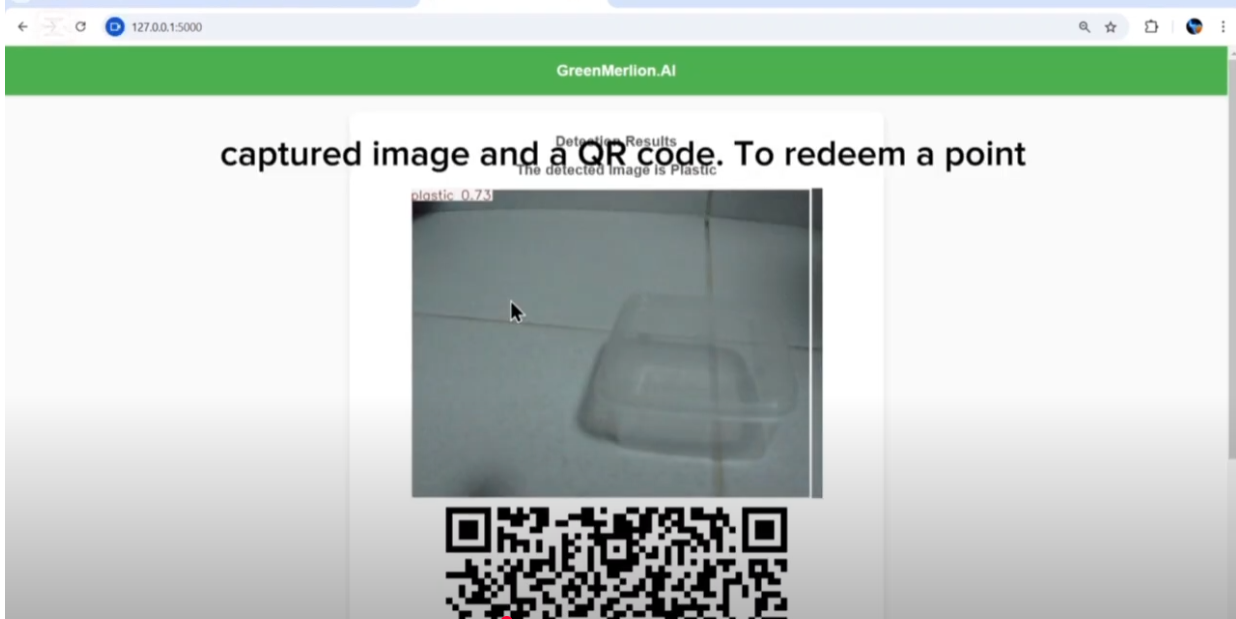 127.0.0.1:5000
GreenMerlion.AI
Detection Results
captured image and a QR code. To redeem a point
The detected image is Plastic
plastic 0.73